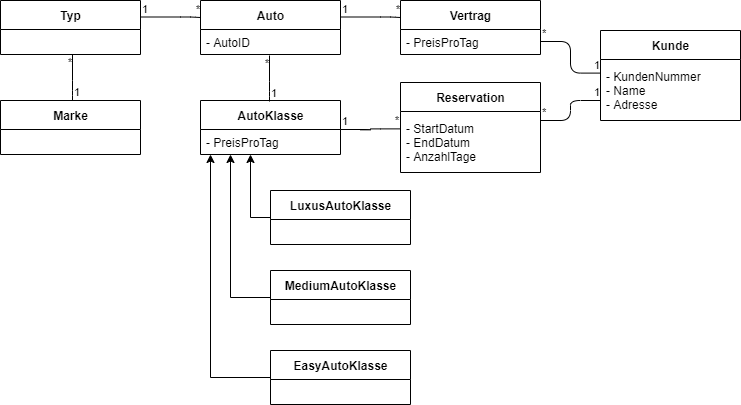 Typ
1
*
Auto
- AutoID
1
*
Vertrag
- PreisProTag
*
1
Kunde
- KundenNummer
- Name
- Adresse
*
1
Marke
*
1
AutoKlasse
- PreisProTag
1
*
Reservation
- StartDatum
- EndDatum
- AnzahlTage
*
1
LuxusAutoKlasse
MediumAutoKlasse
EasyAutoKlasse